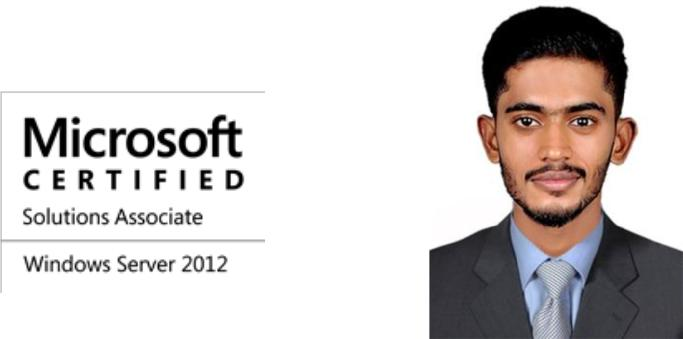 Microsoft
CERTIFIED
Solutions Associate
Windows Server 2012